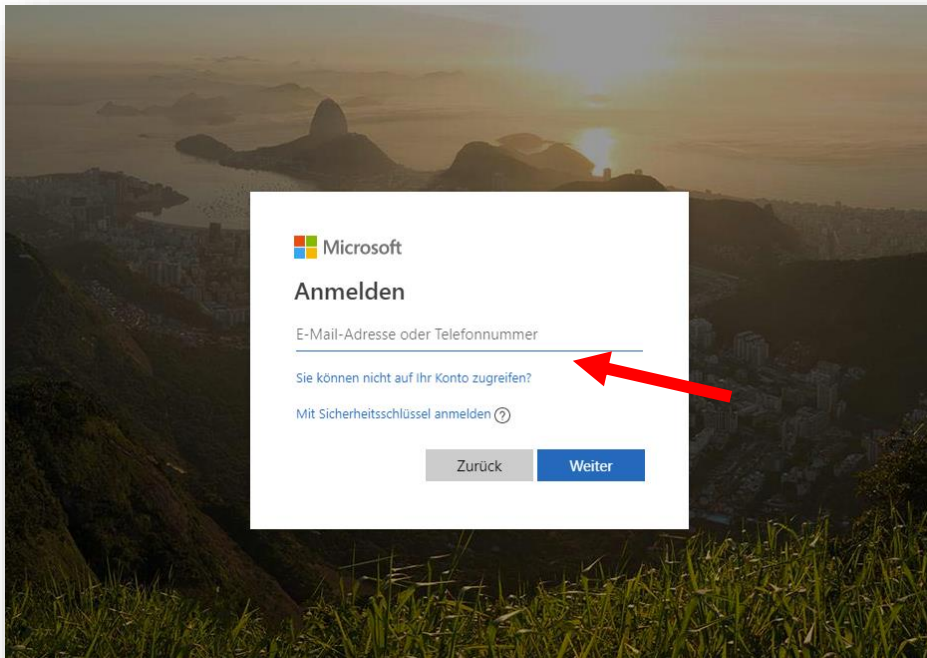 Microsoft
Anmelden
E-Mail-Adresse oder Telefonnummer
Sie können nicht auf Ihr Konto zugreifen?
Mit Sicherheitsschlüssel anmelden ?
Zurück
Weiter